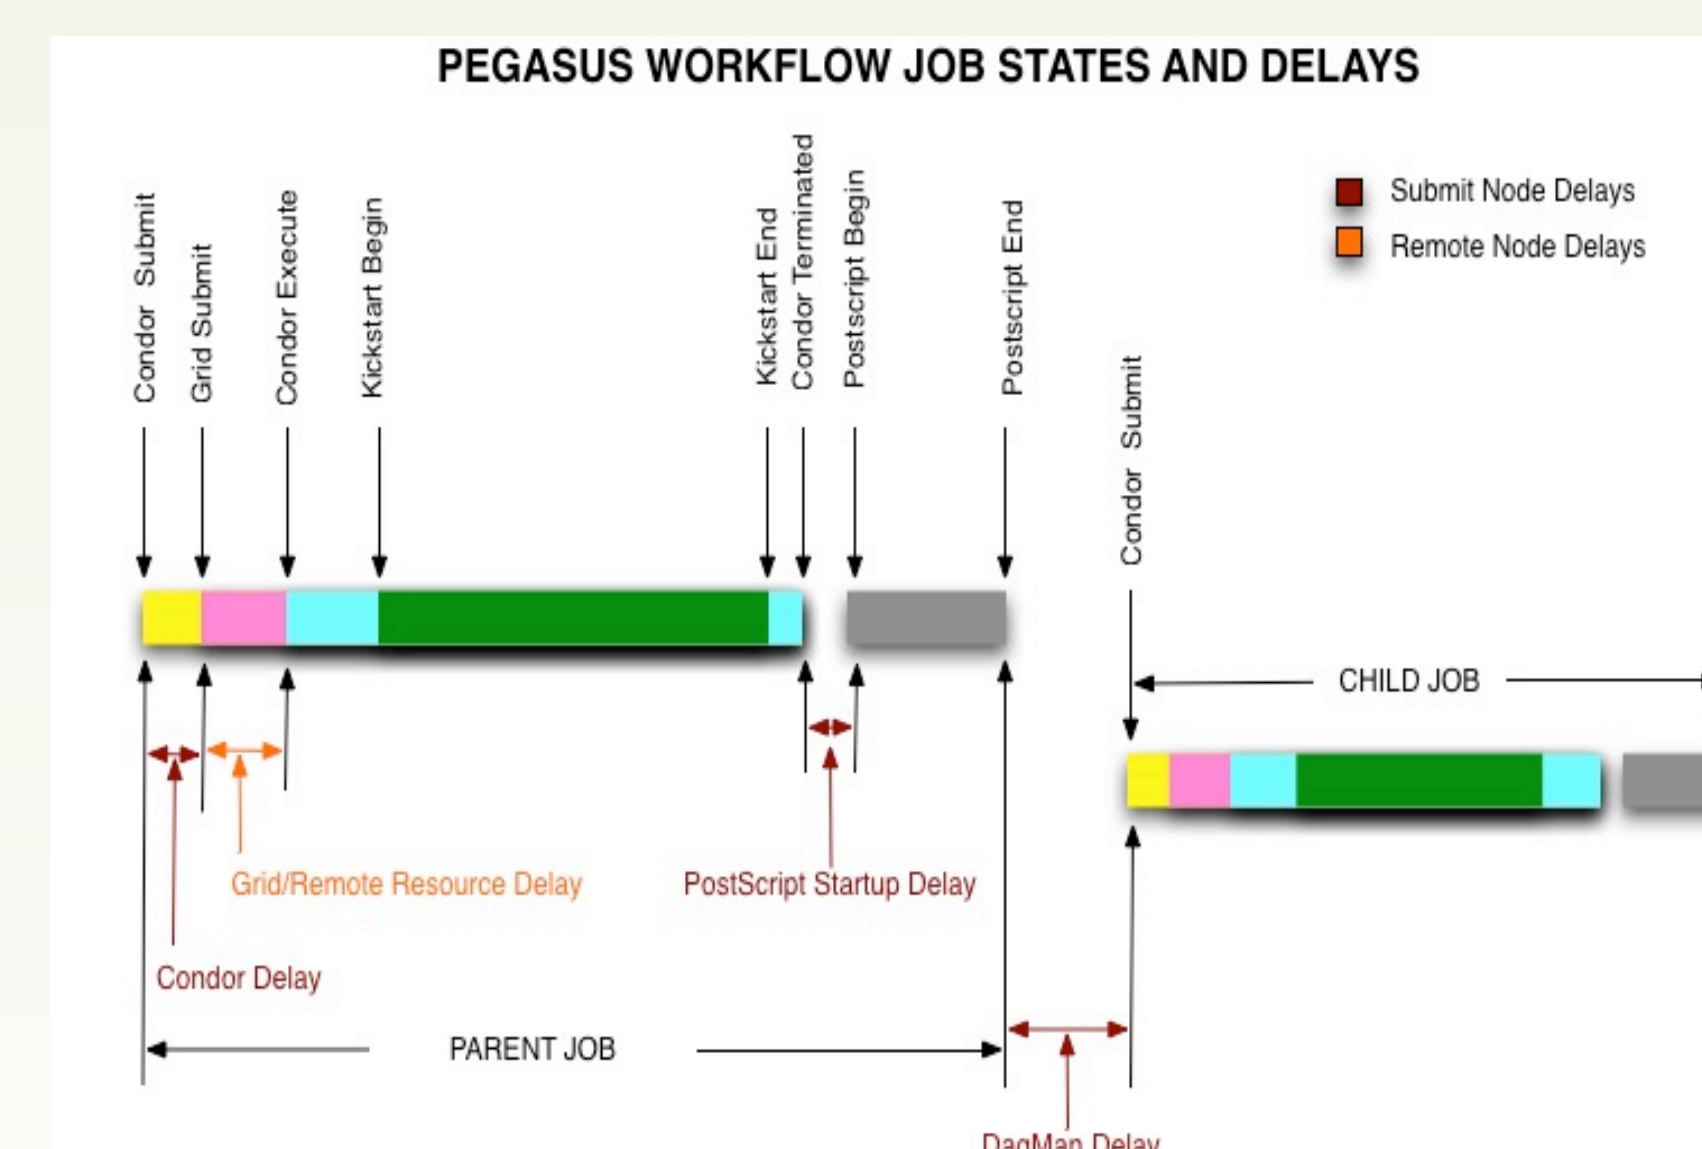 PEGASUS WORKFLOW JOB STATES AND DELAYS
Condor Submit
Grid Submit
Condor Execute
Kickstart Begin
Kickstart End
Condor Terminated
Postscript Begin
Postscript End
Submit Node Delays
Remote Node Delays
Condor Submit
CHILD JOB
Grid/Remote Resource Delay
PostScript Startup Delay
Condor Delay
PARENT JOB
DagMan Delay